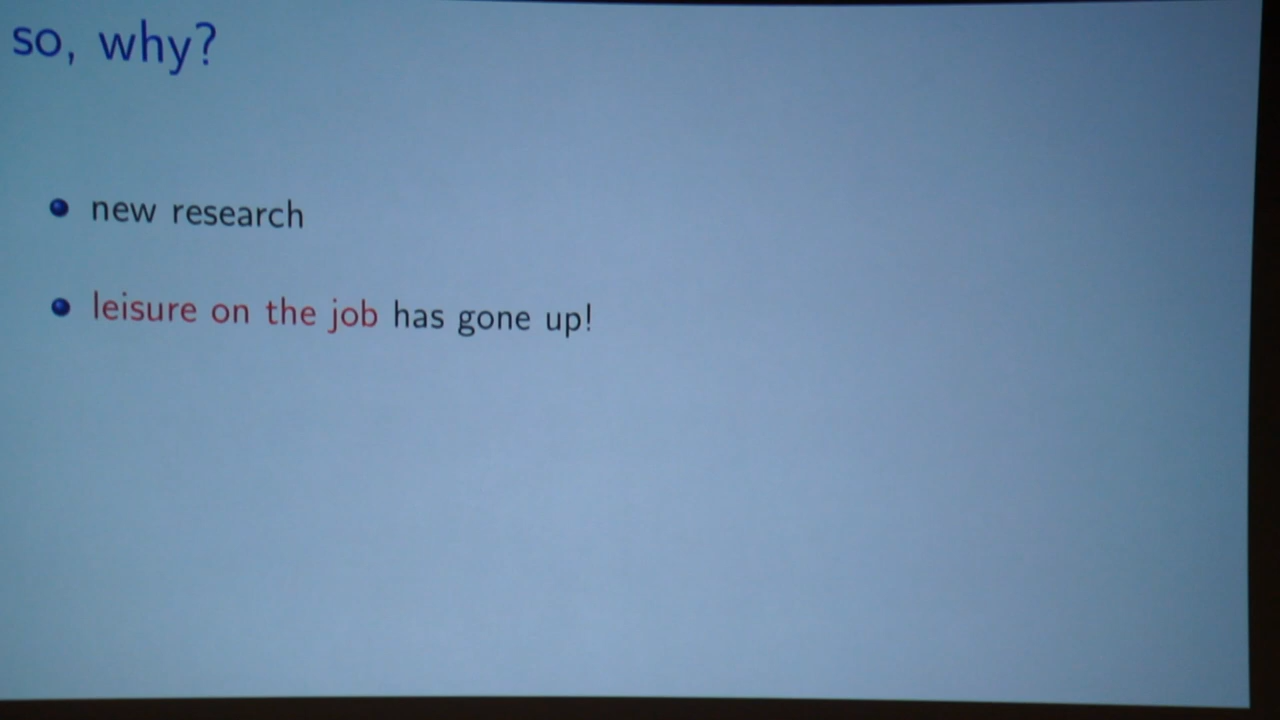 so, why?
new research
leisure on the job has gone up!